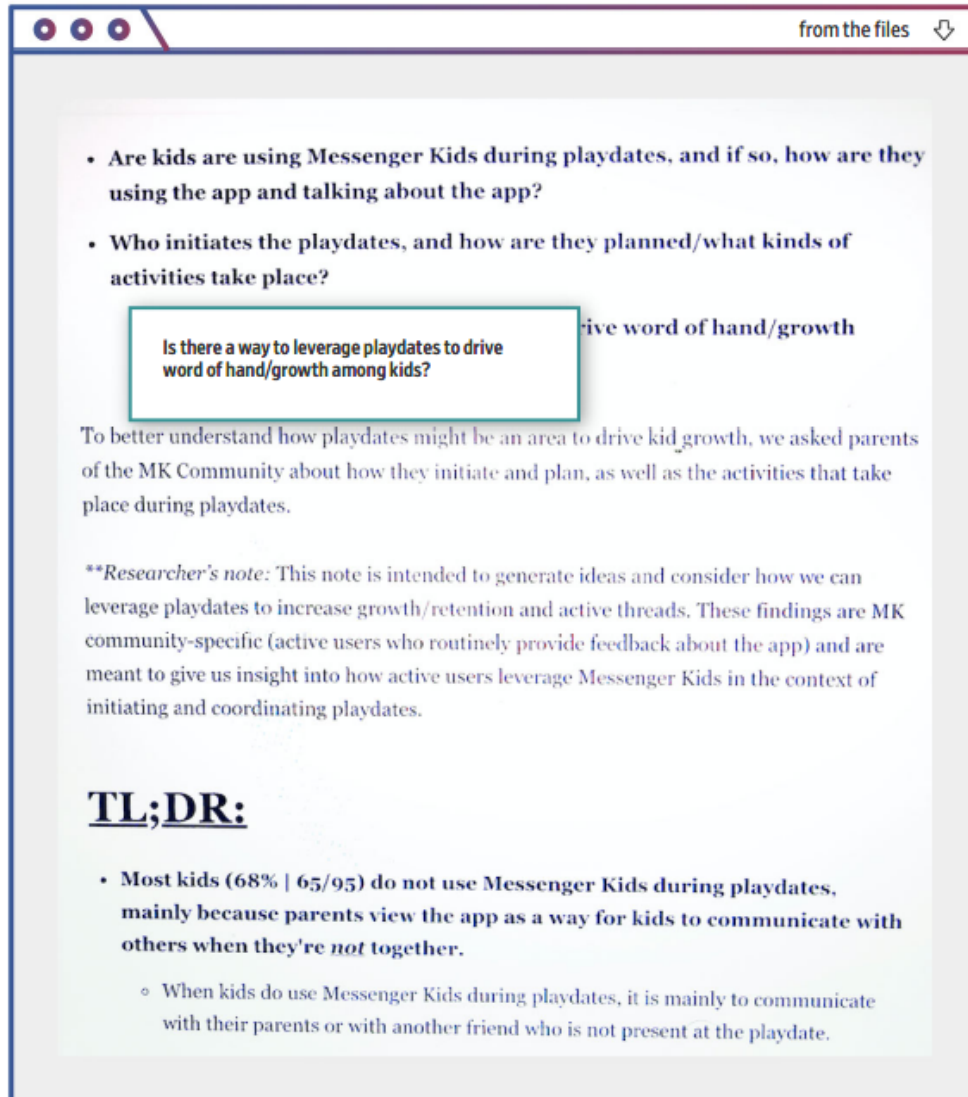 from the files
• Are kids are using Messenger Kids during playdates, and if so, how are they
using the app and talking about the app?
• Who initiates the playdates, and how are they planned/what kinds of
activities take place?
rive word of hand/growth
Is there a way to leverage playdates to drive
word of hand/growth among kids?
To better understand how playdates might be an area to drive kid growth, we asked parents
of the MK Community about how they initiate and plan, as well as the activities that take
place during playdates.
**Researcher's note: This note is intended to generate ideas and consider how we can
leverage playdates to increase growth/retention and active threads. These findings are MK
community-specific (active users who routinely provide feedback about the app) and are
meant to give us insight into how active users leverage Messenger Kids in the context of
initiating and coordinating playdates.
TL;DR:
• Most kids (68% | 65/95) do not use Messenger Kids during playdates,
mainly because parents view the app as a way for kids to communicate with
others when they're not together.
◦ When kids do use Messenger Kids during playdates, it is mainly to communicate
with their parents or with another friend who is not present at the playdate.